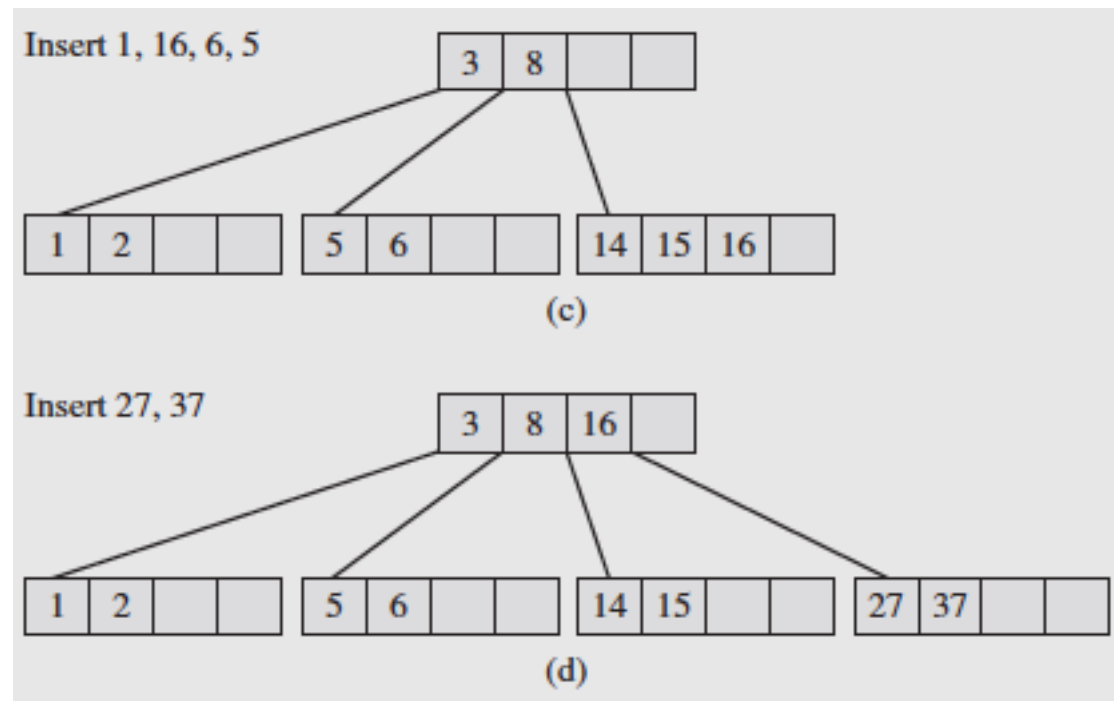 Insert 1, 16, 6, 5
3 8
1 2 5 6 14 15 16
(c)
Insert 27, 37
3 8 16
1 2 5 6 14 15 27 37
(d)